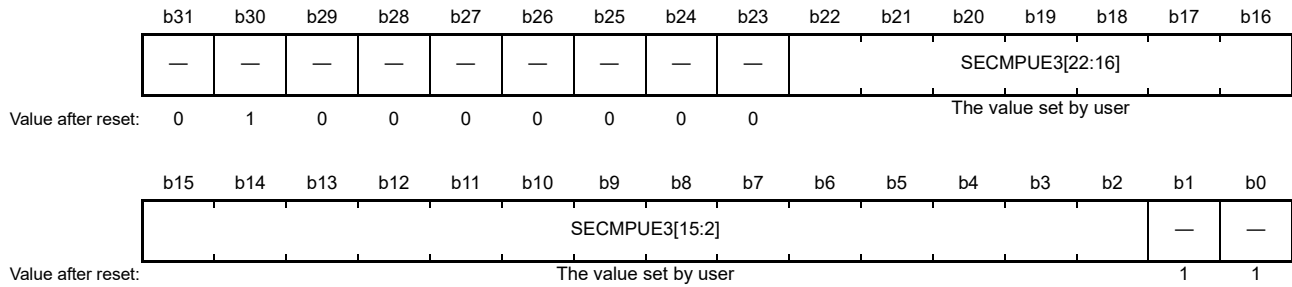 b31 b30 b29 b28 b27 b26 b25 b24 b23 b22 b21 b20 b19 b18 b17 b16
— — — — — — — — — SECMPUE3[22:16]
Value after reset: 0 1 0 0 0 0 0 0 0 The value set by user
b15 b14 b13 b12 b11 b10 b9 b8 b7 b6 b5 b4 b3 b2 b1 b0
SECMPUE3[15:2] — —
Value after reset: The value set by user 1 1